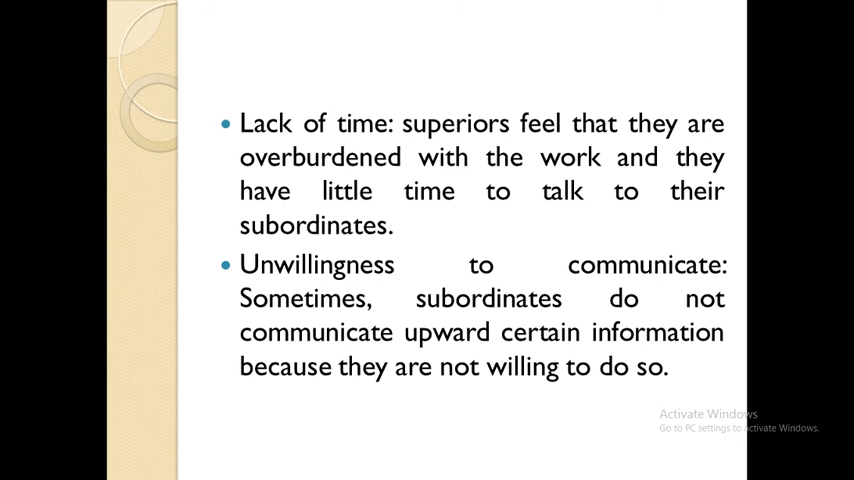 Lack of time: superiors feel that they are
overburdened with the work and they
have little time to talk to their
subordinates.
Unwillingness to communicate:
Sometimes, subordinates do not
communicate upward certain information
because they are not willing to do so.
Activate Windows
Go to PC settings to activate Windows.